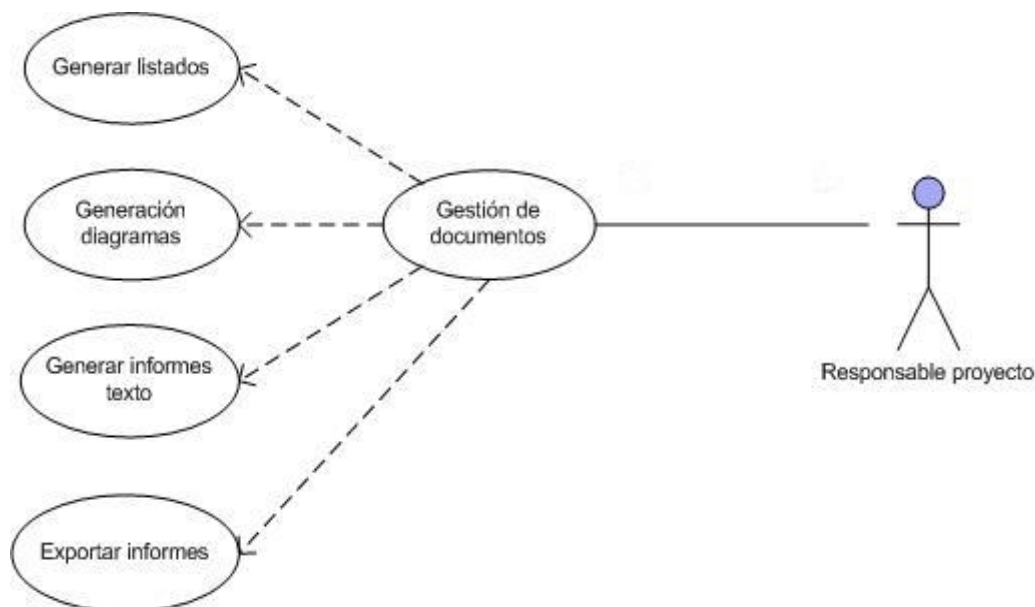 Generar listados
Generación
diagramas
Gestión de
documentos
Generar informes
texto
Responsable proyecto
Exportar informes